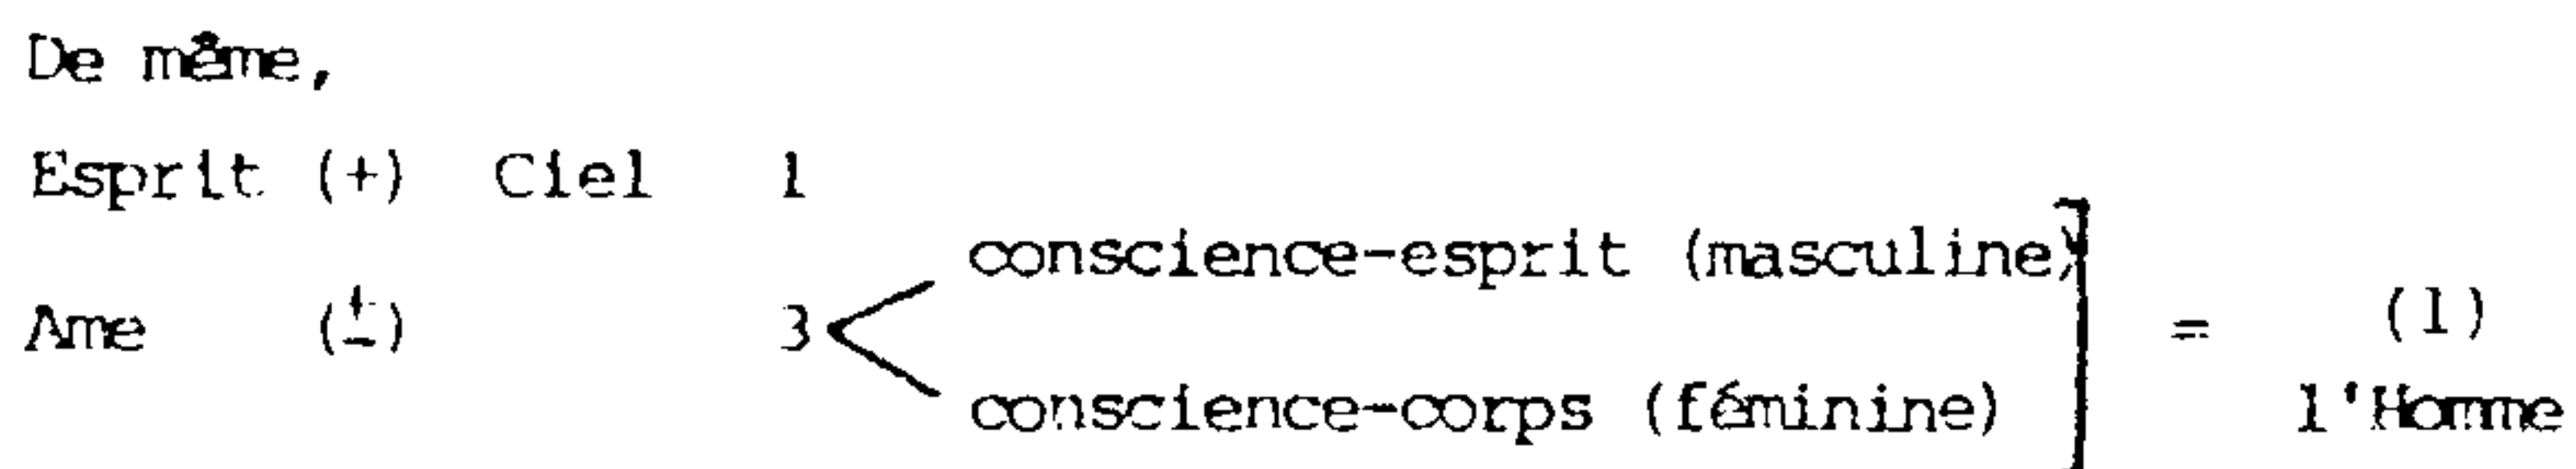 De même,
Esprit (+) Ciel 1
conscience-esprit (masculine)
Ame (±) 3 = (1)
conscience-corps (féminine) l'Homme